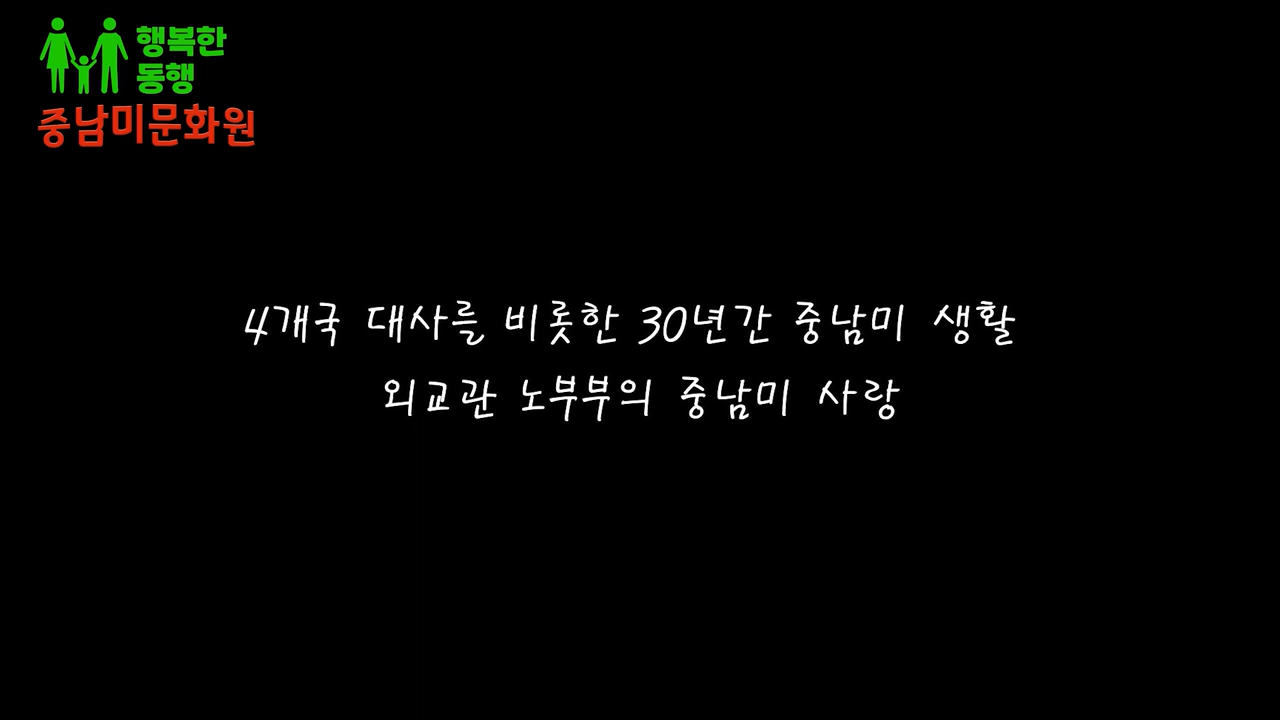 행복한
동행
중남미문화원
4개국 대사를 비롯한 30년간 중남미 생활
외교관 노부부의 중남미 사랑